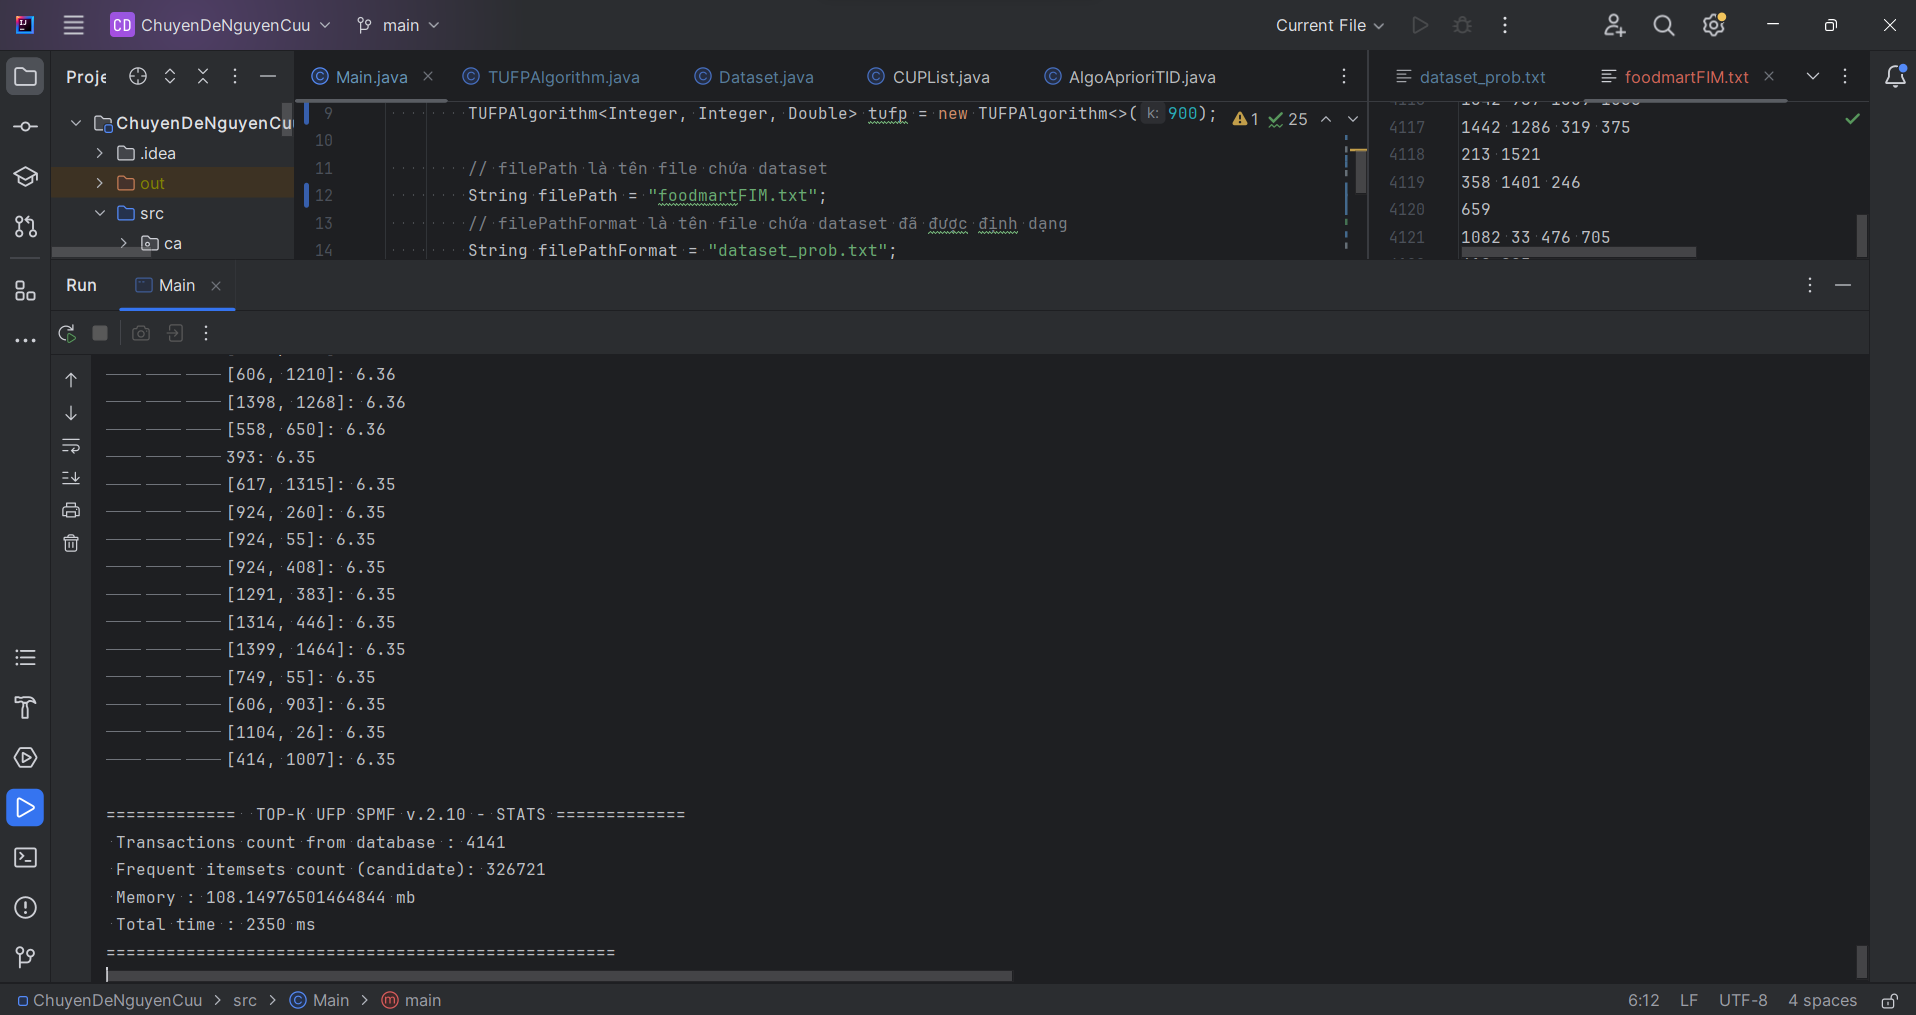 CD ChuyenDeNguyenCuu main Current File
Proje
Main.java TUFPAlgorithm.java Dataset.java CUPList.java AlgoAprioriTID.java dataset_prob.txt foodmartFIM.txt
ChuyenDeNguyenCu
.idea
out
src
ca
9 TUFPAlgorithm<Integer, Integer, Double> tufp = new TUFPAlgorithm<>( k: 900);
1 25
10
11 // filePath là tên file chứa dataset
12 String filePath = "foodmartFIM.txt";
13 // filePathFormat là tên file chứa dataset đã được định dạng
14 String filePathFormat = "dataset_prob.txt";
4117 1442 1286 319 375
4118 213 1521
4119 358 1401 246
4120 659
4121 1082 33 476 705
Run Main
[606, 1210]: 6.36
[1398, 1268]: 6.36
[558, 650]: 6.36
393: 6.35
[617, 1315]: 6.35
[924, 260]: 6.35
[924, 55]: 6.35
[924, 408]: 6.35
[1291, 383]: 6.35
[1314, 446]: 6.35
[1399, 1464]: 6.35
[749, 55]: 6.35
[606, 903]: 6.35
[1104, 26]: 6.35
[414, 1007]: 6.35
============= TOP-K UFP SPMF v.2.10 - STATS =============
Transactions count from database : 4141
Frequent itemsets count (candidate): 326721
Memory : 108.14976501464844 mb
Total time : 2350 ms
===================================================
ChuyenDeNguyenCuu > src > Main > main
6:12 LF UTF-8 4 spaces